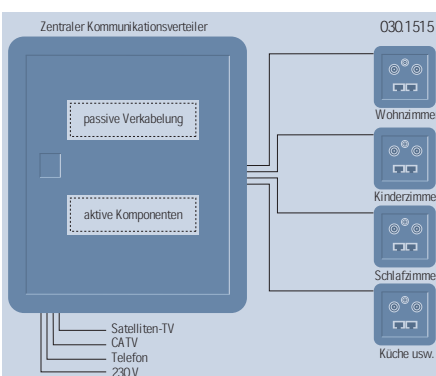 Zentraler Kommunikationsverteiler
030.1515
passive Verkabelung
aktive Komponenten
Wohnzimme
Kinderzimme
Schlafzimme
Küche usw.
Satelliten-TV
CATV
Telefon
230 V